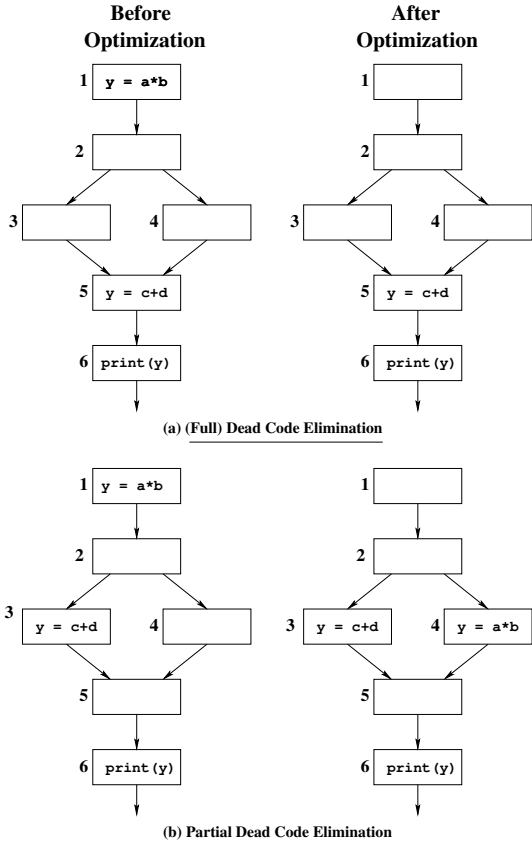 Before
Optimization
After
Optimization
1 y = a*b
1
2
2
3
4
3
4
5 y = c+d
5 y = c+d
6 print(y)
6 print(y)
(a) (Full) Dead Code Elimination
1 y = a*b
1
2
2
3 y = c+d
4
3 y = c+d
4 y = a*b
5
5
6 print(y)
6 print(y)
(b) Partial Dead Code Elimination